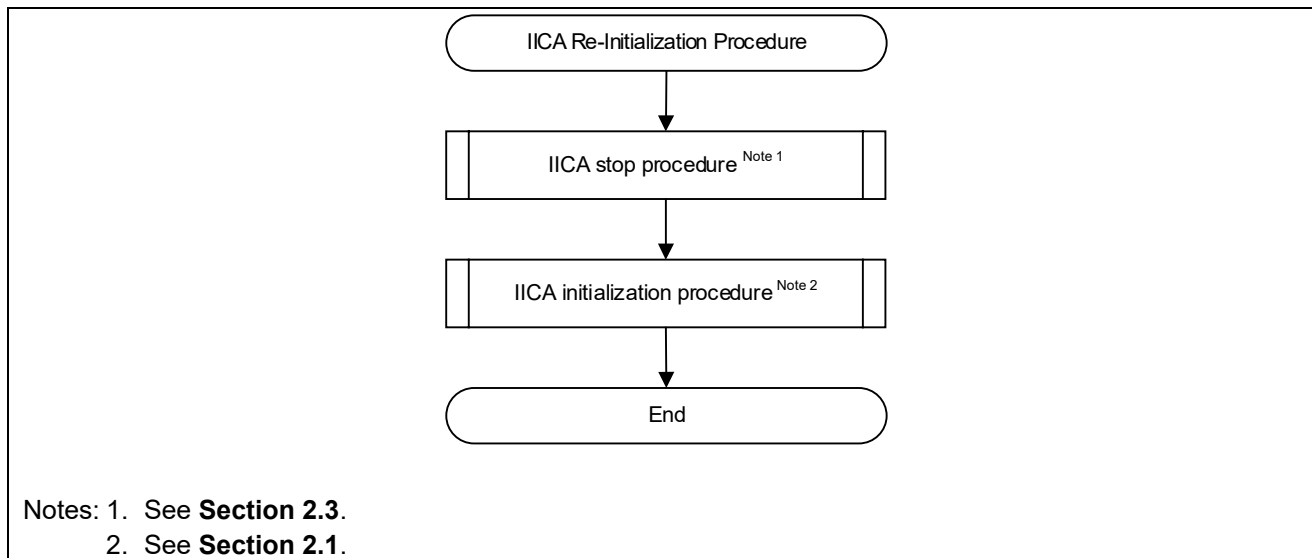 IICA Re-Initialization Procedure
IICA stop procedure Note 1
IICA initialization procedure Note 2
End
Notes: 1. See Section 2.3.
2. See Section 2.1.